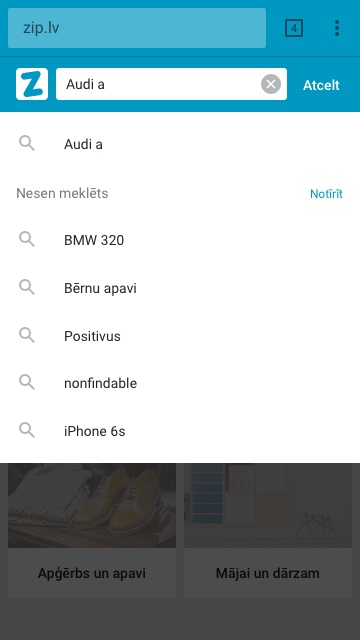 zip.lv
4
Z
Audi a
Atcelt
Audi a
Nesen meklēts
Notīrīt
BMW 320
Bērnu apavi
Positivus
nonfindable
iPhone 6s
Apģērbs un apavi
Mājai un dārzam